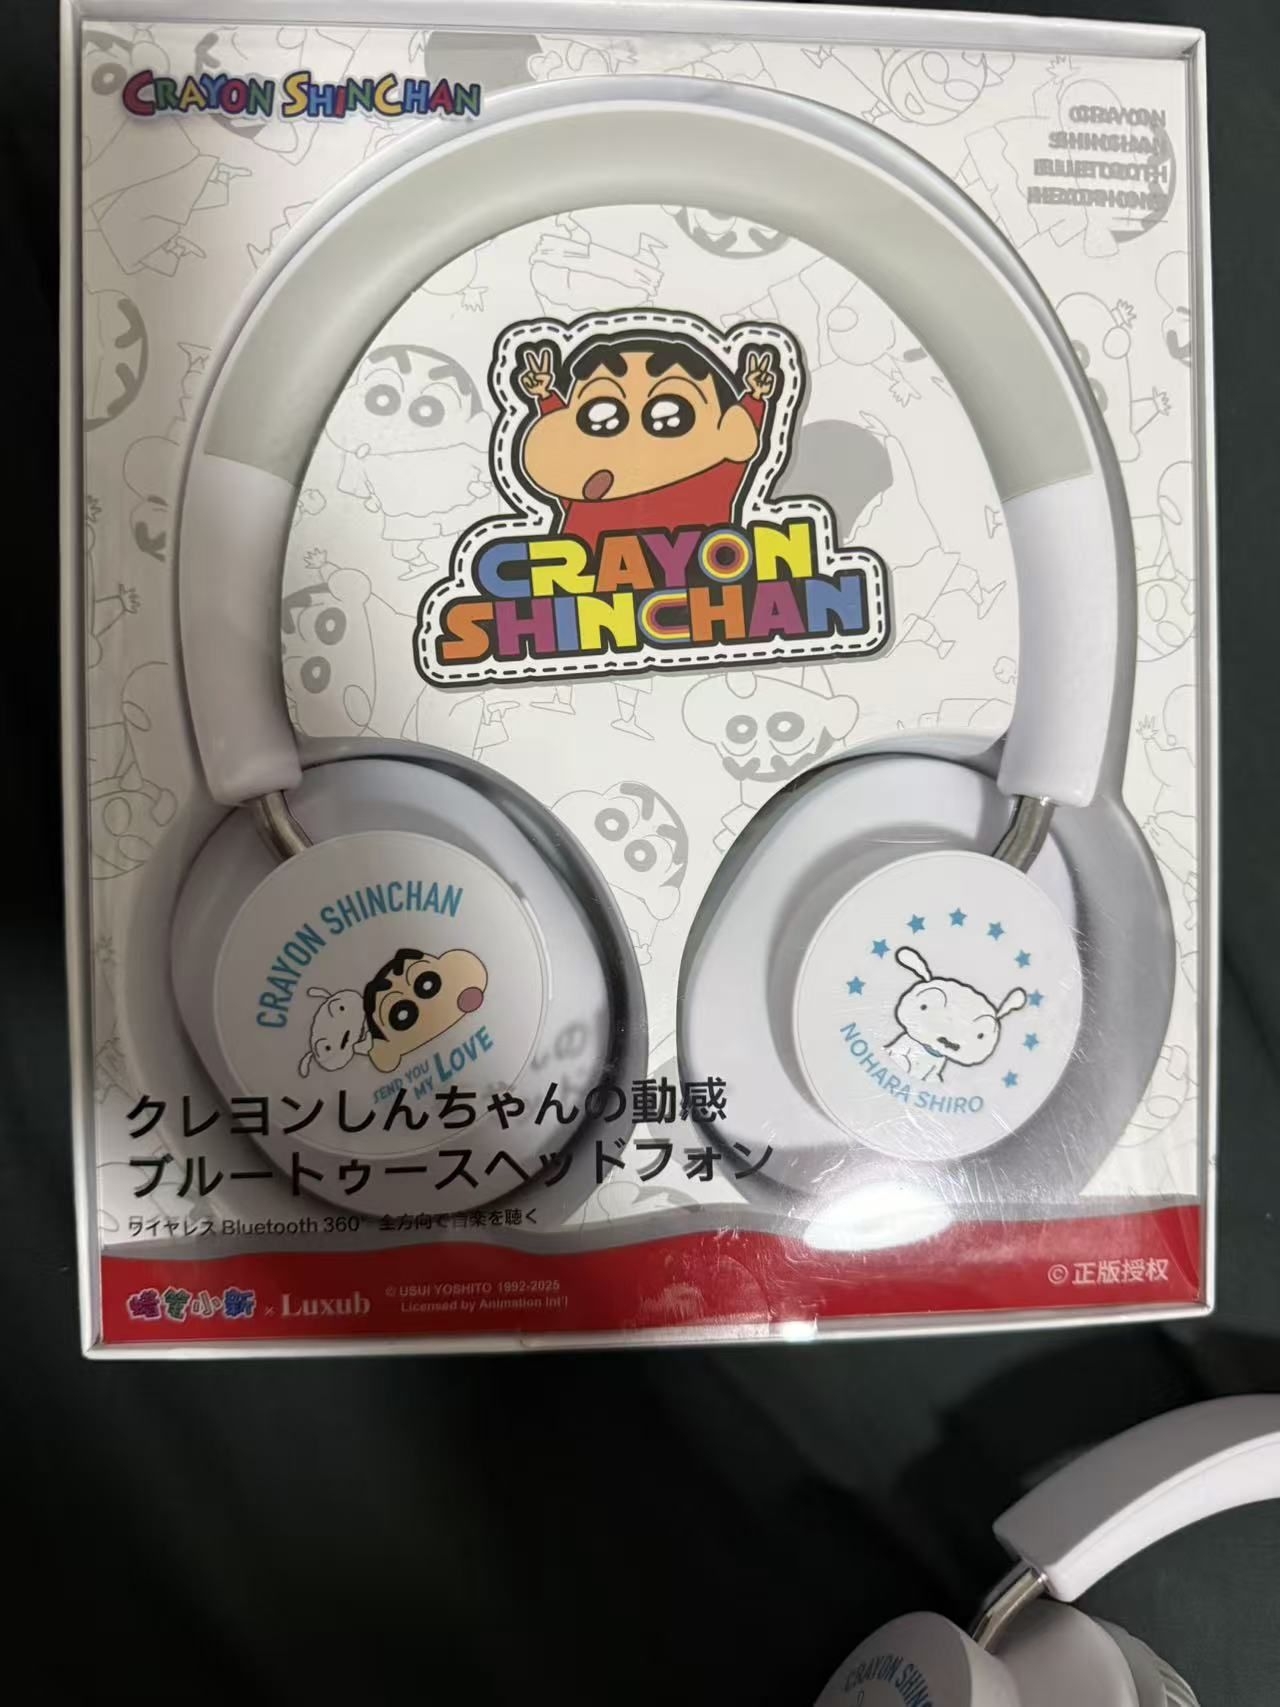 CRAYON SHINCHAN
CRAYON
SHINCHAN
CRAYON SHINCHAN
SEND YOU
MY LOVE
NOHARA SHIRO
クレヨンしんちゃんの動感
ブルートゥースヘッドフォン
ワイヤレス Bluetooth 360° 全方向で音楽を聴く
蜡笔小新 × Luxub
© USUI YOSHITO 1992-2025
Licensed by Animation Int'l
© 正版授权
CRAYON SHIN